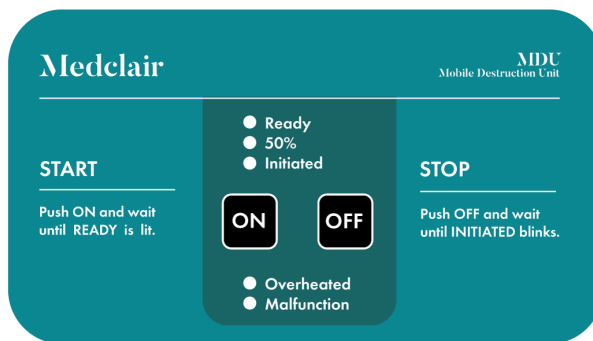 Medclair
MDU
Mobile Destruction Unit
START
Push ON and wait
until READY is lit.
Ready
50%
Initiated
ON
OFF
Overheated
Malfunction
STOP
Push OFF and wait
until INITIATED blinks.